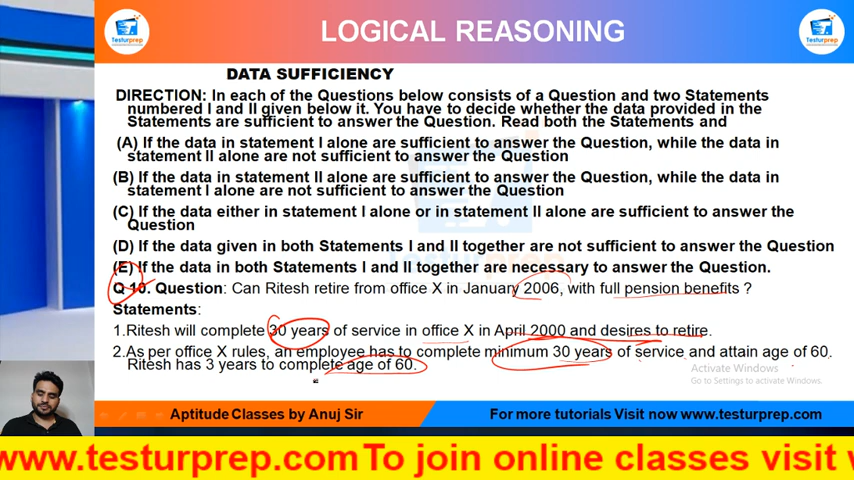 Testurprep
LOGICAL REASONING
Testurprep
DATA SUFFICIENCY
DIRECTION: In each of the Questions below consists of a Question and two Statements
numbered I and II given below it. You have to decide whether the data provided in the
Statements are sufficient to answer the Question. Read both the Statements and
(A) If the data in statement I alone are sufficient to answer the Question, while the data in
statement II alone are not sufficient to answer the Question
(B) If the data in statement II alone are sufficient to answer the Question, while the data in
statement I alone are not sufficient to answer the Question
(C) If the data either in statement I alone or in statement II alone are sufficient to answer the
Question
(D) If the data given in both Statements I and II together are not sufficient to answer the Question
(E) If the data in both Statements I and II together are necessary to answer the Question.
Testurprep
Q 10. Question: Can Ritesh retire from office X in January 2006, with full pension benefits ?
Statements:
1.Ritesh will complete 30 years of service in office X in April 2000 and desires to retire.
2.As per office X rules, an employee has to complete minimum 30 years of service and attain age of 60.
Ritesh has 3 years to complete age of 60.
Activate Windows
Go to Settings to activate Windows.
Aptitude Classes by Anuj Sir
For more tutorials Visit now www.testurprep.com
www.testurprep.com To join online classes visit